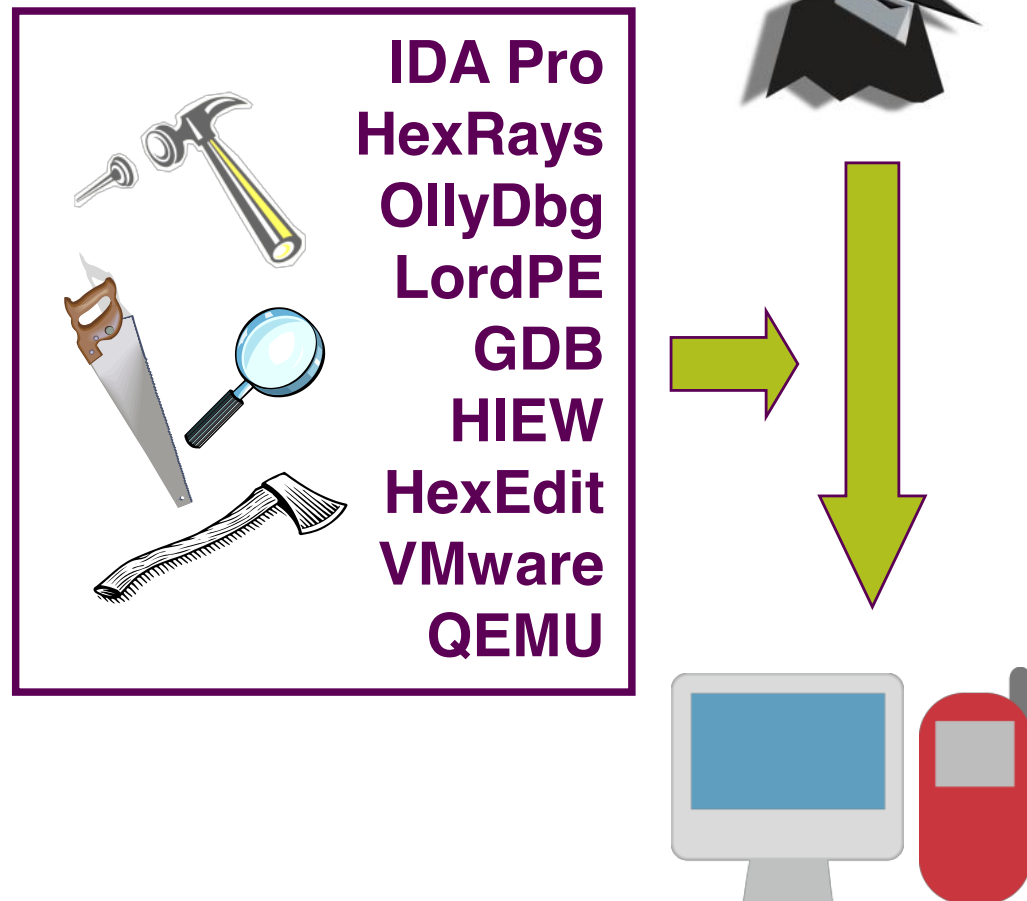 IDA Pro
HexRays
OllyDbg
LordPE
GDB
HIEW
HexEdit
VMware
QEMU